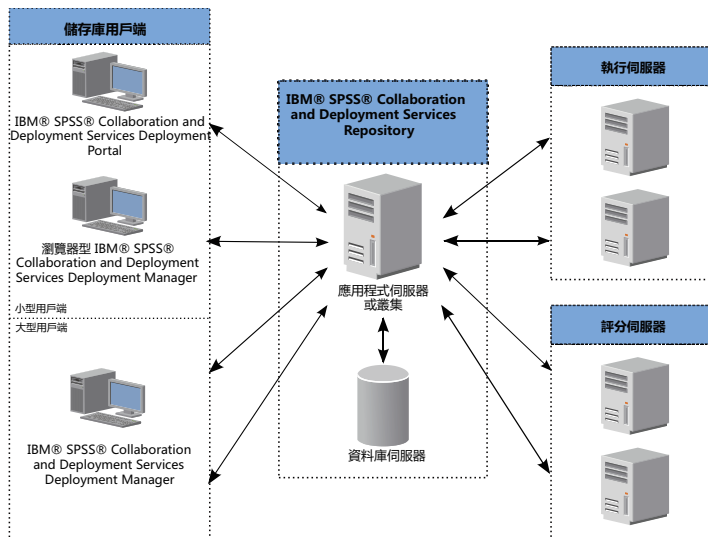 儲存庫用戶端
IBM® SPSS® Collaboration and
Deployment Services Deployment
Portal
瀏覽器型 IBM® SPSS®
Collaboration and Deployment
Services Deployment Manager
小型用戶端
大型用戶端
IBM® SPSS® Collaboration
and Deployment Services
Deployment Manager
IBM® SPSS® Collaboration
and Deployment Services
Repository
應用程式伺服器
或叢集
資料庫伺服器
執行伺服器
評分伺服器